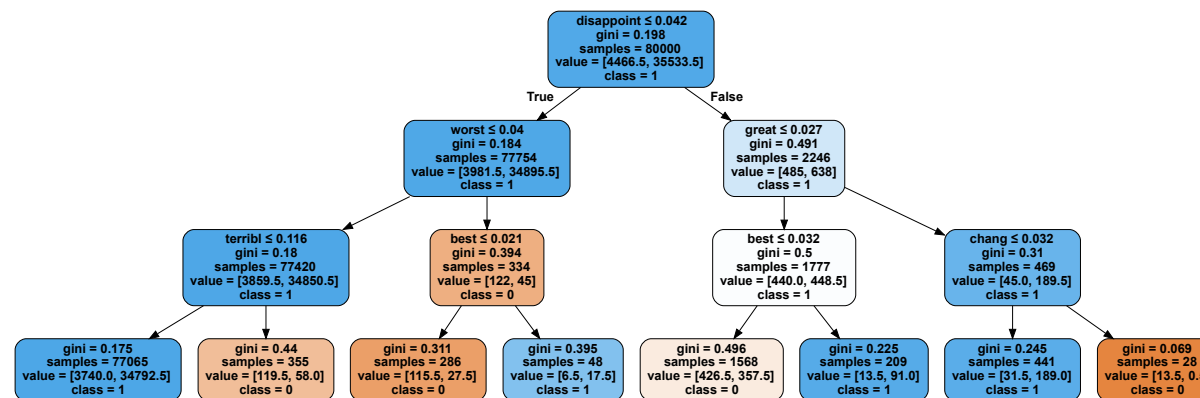 disappoint ≤ 0.042
gini = 0.198
samples = 80000
value = [4466.5, 35533.5]
class = 1
True
False
worst ≤ 0.04
gini = 0.184
samples = 77754
value = [3981.5, 34895.5]
class = 1
great ≤ 0.027
gini = 0.491
samples = 2246
value = [485, 638]
class = 1
terribl ≤ 0.116
gini = 0.18
samples = 77420
value = [3859.5, 34850.5]
class = 1
best ≤ 0.021
gini = 0.394
samples = 334
value = [122, 45]
class = 0
best ≤ 0.032
gini = 0.5
samples = 1777
value = [440.0, 448.5]
class = 1
chang ≤ 0.032
gini = 0.31
samples = 469
value = [45.0, 189.5]
class = 1
gini = 0.175
samples = 77065
value = [3740.0, 34792.5]
class = 1
gini = 0.44
samples = 355
value = [119.5, 58.0]
class = 0
gini = 0.311
samples = 286
value = [115.5, 27.5]
class = 0
gini = 0.395
samples = 48
value = [6.5, 17.5]
class = 1
gini = 0.496
samples = 1568
value = [426.5, 357.5]
class = 0
gini = 0.225
samples = 209
value = [13.5, 91.0]
class = 1
gini = 0.245
samples = 441
value = [31.5, 189.0]
class = 1
gini = 0.069
samples = 28
value = [13.5, 0.
class = 0